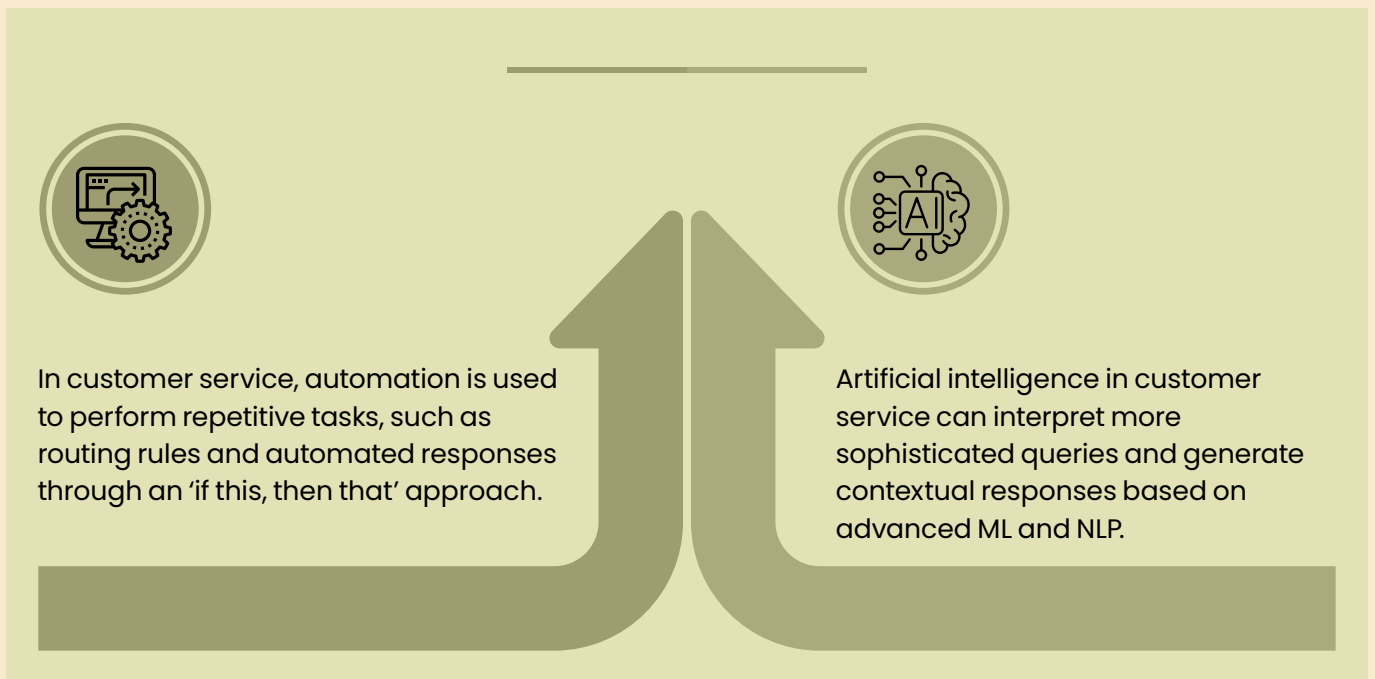 In customer service, automation is used
to perform repetitive tasks, such as
routing rules and automated responses
through an ‘if this, then that’ approach.
AI
Artificial intelligence in customer
service can interpret more
sophisticated queries and generate
contextual responses based on
advanced ML and NLP.